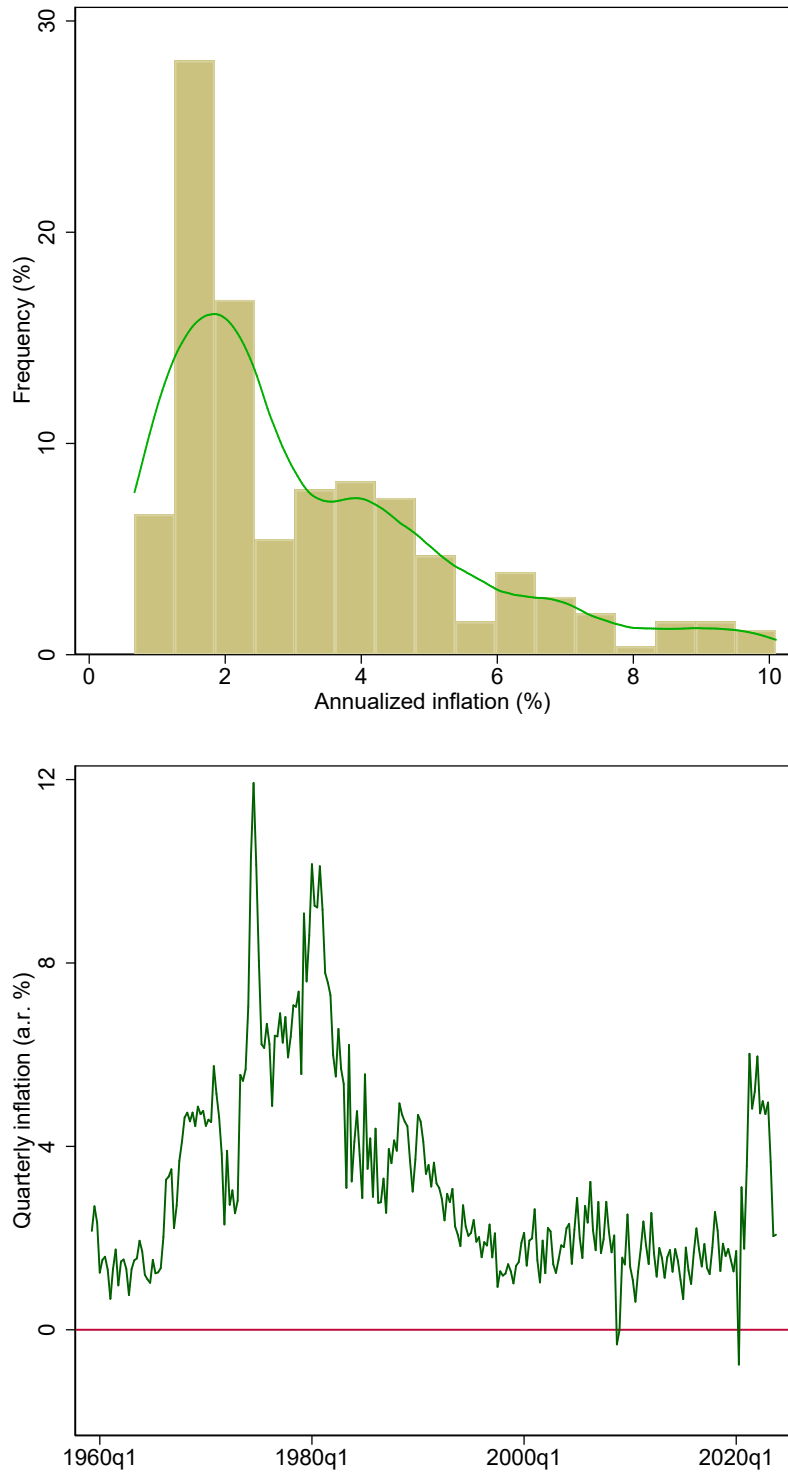 30
20
10
0
Frequency (%)
0 2 4 6 8 10
Annualized inflation (%)
12
8
4
0
Quarterly inflation (a.r. %)
1960q1 1980q1 2000q1 2020q1